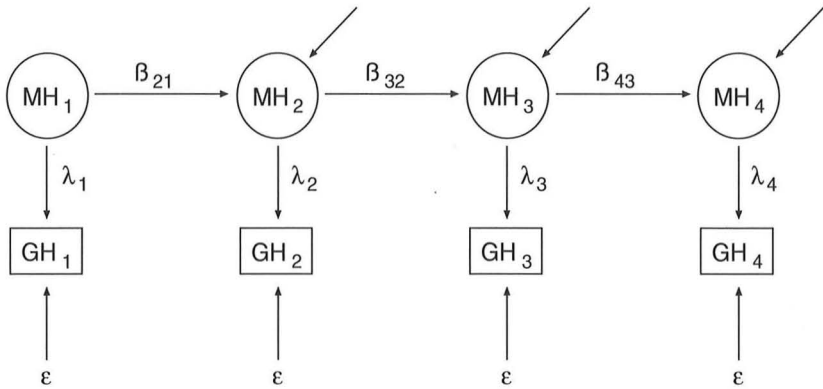 β₂₁ β₃₂ β₄₃
MH₁ MH₂ MH₃ MH₄
λ₁ λ₂ λ₃ λ₄
GH₁ GH₂ GH₃ GH₄
ε ε ε ε